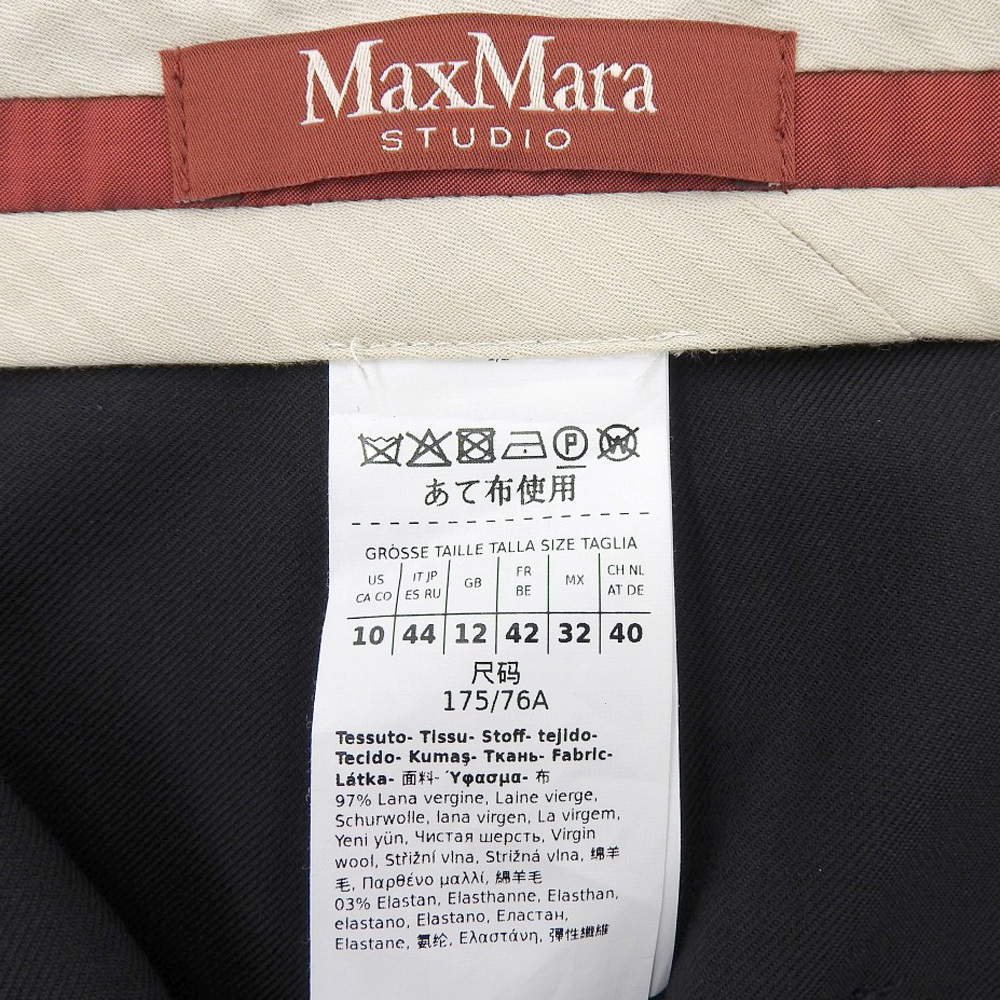 MaxMara
STUDIO
P W
あて布使用
GRÒSSE TAILLE TALLA SIZE TAGLIA
US CA CO | IT JP ES RU | GB | FR BE | MX | CH NL AT DE
10 | 44 | 12 | 42 | 32 | 40
尺码
175/76A
Tessuto- Tissu- Stoff- tejido-
Tecido- Kumaş- Ткань- Fabric-
Látka- 面料- Ύφασμα- 布
97% Lana vergine, Laine vierge,
Schurwolle, lana virgen, La virgem,
Yeni yün, Чистая шерсть, Virgin
wool, Střižní vlna, Strižná vlna, 绵羊
毛, Παρθένο μαλλί, 綿羊毛
03% Elastan, Elasthanne, Elasthan,
elastano, Elastano, Еластан,
Elastane, 氨纶, Ελαστάνη, 彈性纖維